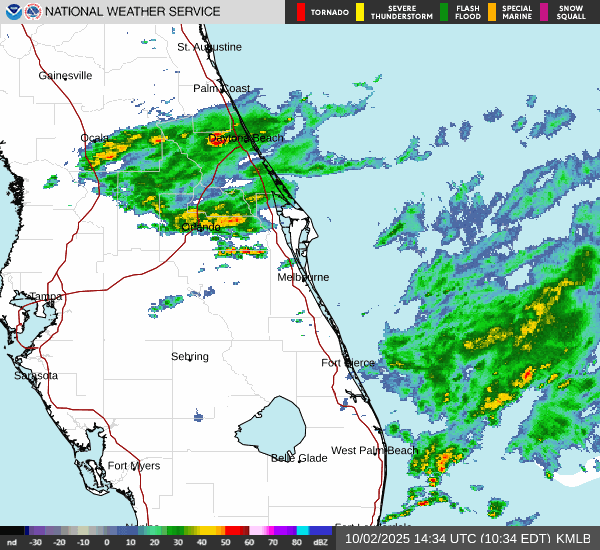 NATIONAL WEATHER SERVICE
TORNADO
SEVERE
THUNDERSTORM
FLASH
FLOOD
SPECIAL
MARINE
SNOW
SQUALL
St. Augustine
Gainesville
Palm Coast
Ocala
Daytona Beach
Orlando
Melbourne
Tampa
Sebring
Fort Pierce
Sarasota
West Palm Beach
Belle Glade
Fort Myers
nd -30 -20 -10 0 10 20 30 40 50 60 70 80 dBZ
10/02/2025 14:34 UTC (10:34 EDT) KMLB